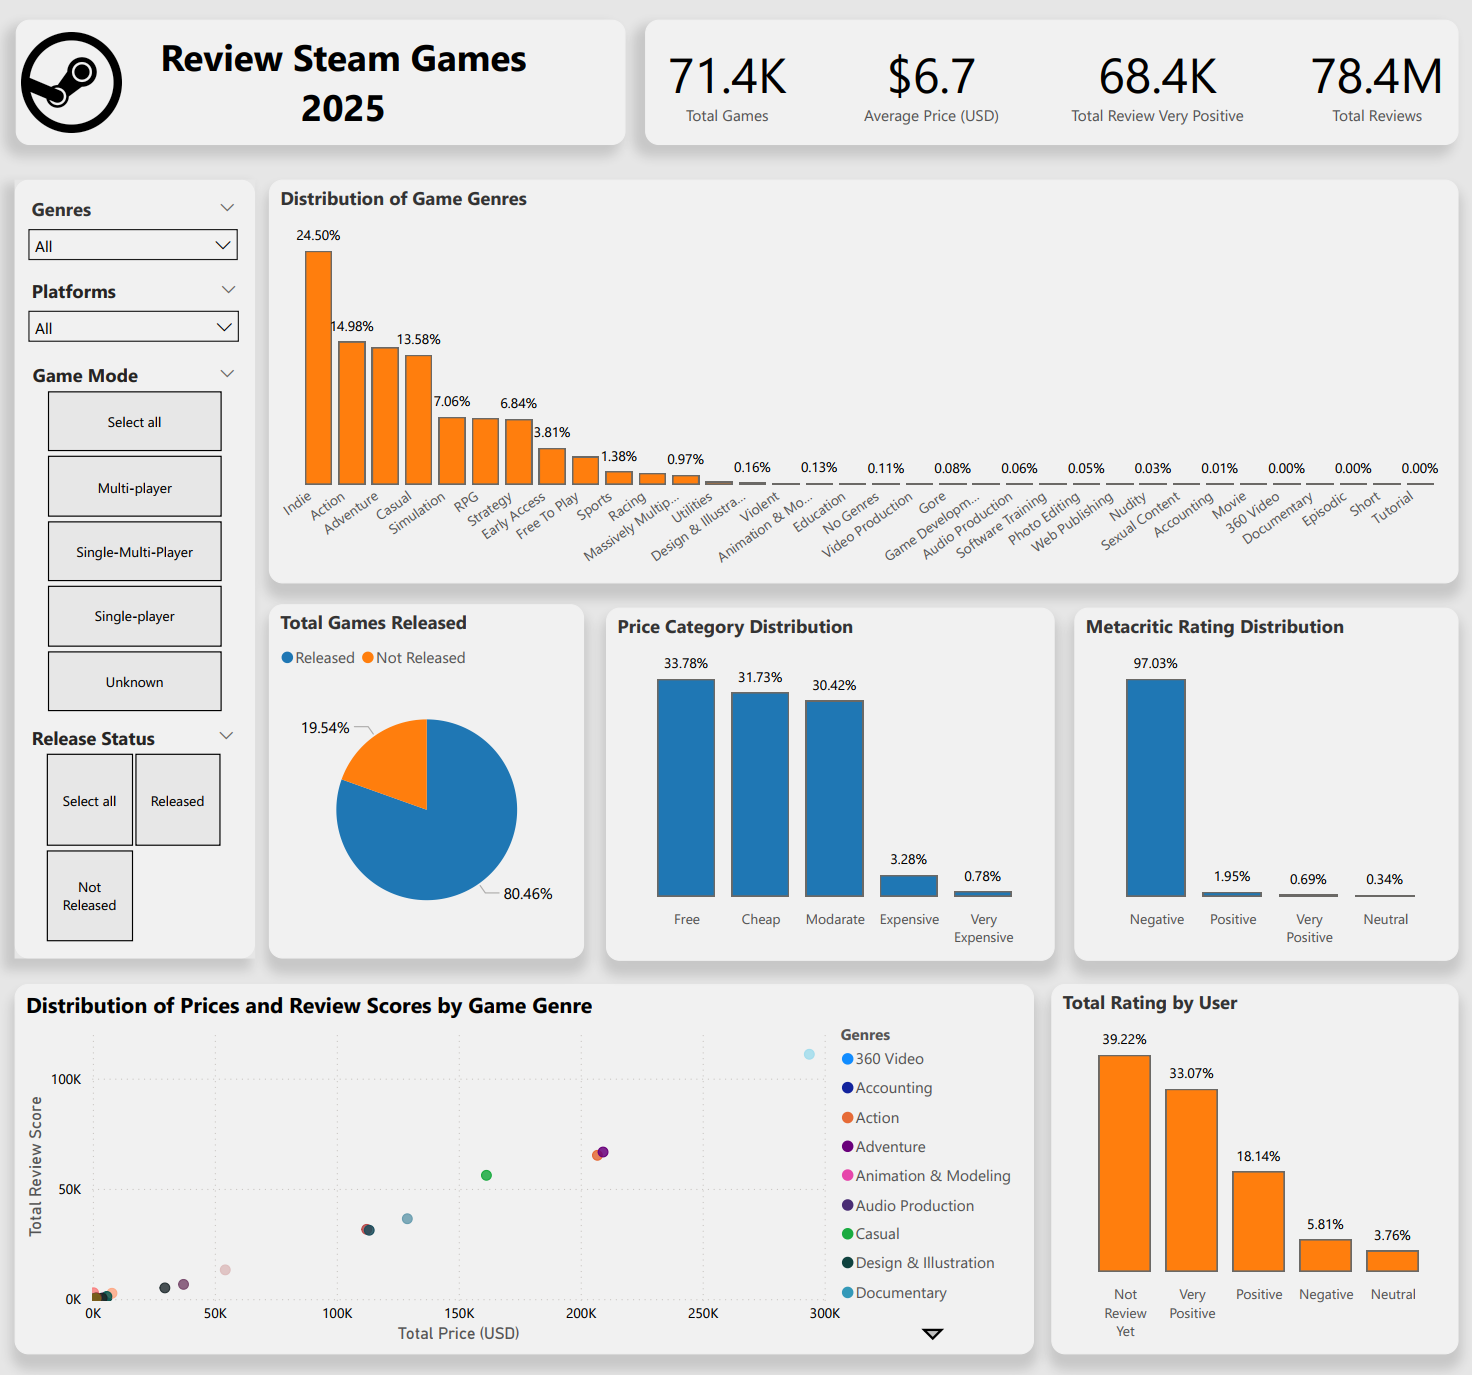 Review Steam Games
2025
71.4K
Total Games
$6.7
Average Price (USD)
68.4K
Total Review Very Positive
78.4M
Total Reviews
Genres
All
Platforms
All
Game Mode
Select all
Multi-player
Single-Multi-Player
Single-player
Unknown
Release Status
Select all
Released
Not
Released
Distribution of Game Genres
24.50%
14.98%
13.58%
7.06%
6.84%
3.81%
1.38%
0.97%
0.16%
0.13%
0.11%
0.08%
0.06%
0.05%
0.03%
0.01%
0.00%
0.00%
0.00%
Indie
Action
Adventure
Casual
Simulation
RPG
Strategy
Early Access
Free To Play
Sports
Racing
Massively Multip...
Utilities
Design & Illustra...
Violent
Animation & Mo...
Education
No Genres
Video Production
Gore
Game Developm...
Audio Production
Software Training
Photo Editing
Web Publishing
Nudity
Sexual Content
Accounting
Movie
360 Video
Documentary
Episodic
Short
Tutorial
Total Games Released
Released
Not Released
19.54%
80.46%
Price Category Distribution
33.78%
31.73%
30.42%
3.28%
0.78%
Free
Cheap
Modarate
Expensive
Very
Expensive
Metacritic Rating Distribution
97.03%
1.95%
0.69%
0.34%
Negative
Positive
Very
Positive
Neutral
Distribution of Prices and Review Scores by Game Genre
Total Review Score
100K
50K
0K
0K
50K
100K
150K
200K
250K
300K
Total Price (USD)
Genres
360 Video
Accounting
Action
Adventure
Animation & Modeling
Audio Production
Casual
Design & Illustration
Documentary
Total Rating by User
39.22%
33.07%
18.14%
5.81%
3.76%
Not
Review
Yet
Very
Positive
Positive
Negative
Neutral